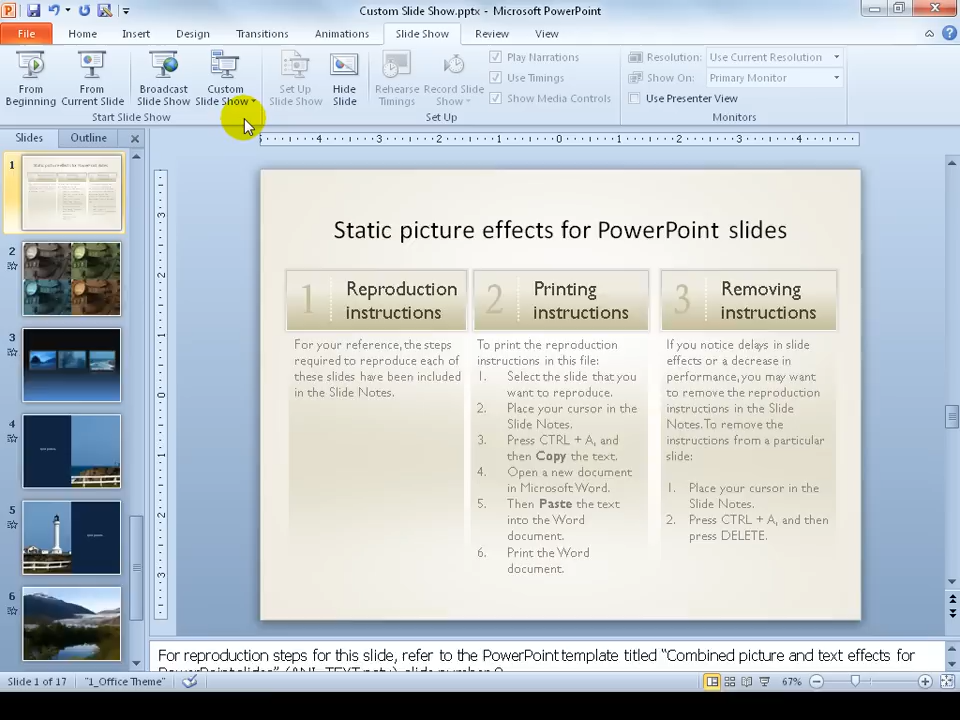 Custom Slide Show.pptx - Microsoft PowerPoint
File Home Insert Design Transitions Animations Slide Show Review View
From Beginning
From Current Slide
Broadcast Slide Show
Custom Slide Show
Set Up Slide Show
Hide Slide
Rehearse Timings
Record Slide Show
Play Narrations
Use Timings
Show Media Controls
Resolution: Use Current Resolution
Show On: Primary Monitor
Use Presenter View
Start Slide Show
Set Up
Monitors
Slides Outline
1
2
3
4
5
6
Static picture effects for PowerPoint slides
1 Reproduction
instructions
For your reference, the steps
required to reproduce each of
these slides have been included
in the Slide Notes.
2 Printing
instructions
To print the reproduction
instructions in this file:
1. Select the slide that you
want to reproduce.
2. Place your cursor in the
Slide Notes.
3. Press CTRL + A, and
then Copy the text.
4. Open a new document
in Microsoft Word.
5. Then Paste the text
into the Word
document.
6. Print the Word
document.
3 Removing
instructions
If you notice delays in slide
effects or a decrease in
performance, you may want
to remove the reproduction
instructions in the Slide
Notes. To remove the
instructions from a particular
slide:
1. Place your cursor in the
Slide Notes.
2. Press CTRL + A, and then
press DELETE.
For reproduction steps for this slide, refer to the PowerPoint template titled “Combined picture and text effects for
Slide 1 of 17 "1_Office Theme" 67%